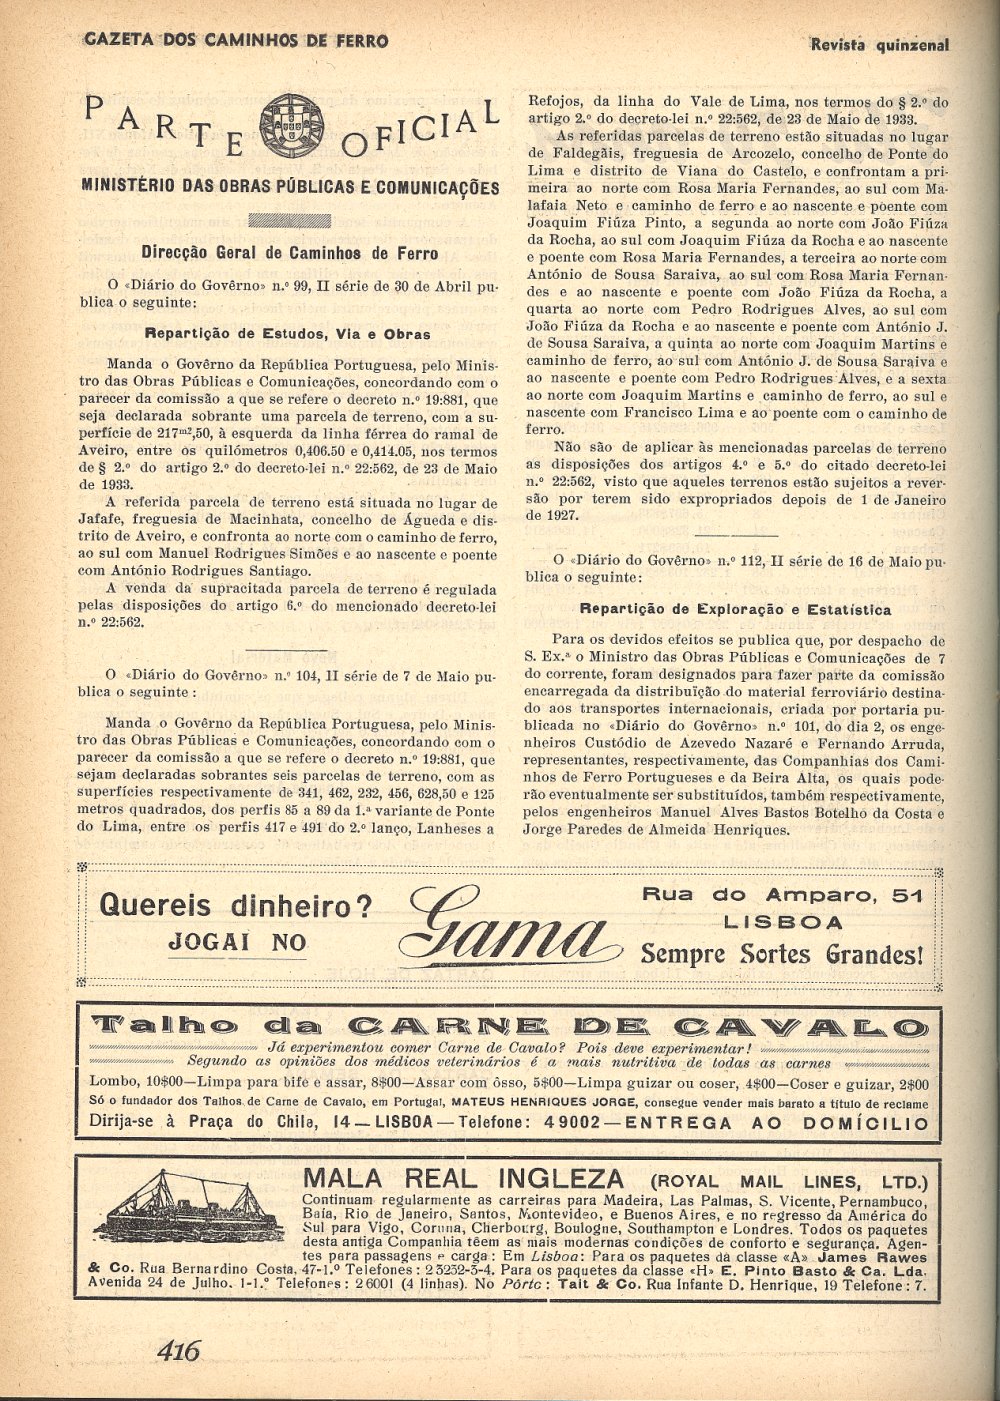 GAZETA DOS CAMINHOS DE FERRO
Revista quinzenal
PARTE OFICIAL
MINISTÉRIO DAS OBRAS PÚBLICAS E COMUNICAÇÕES
Direcção Geral de Caminhos de Ferro
O «Diário do Govêrno» n.º 99, II série de 30 de Abril pu-
blica o seguinte:
Repartição de Estudos, Via e Obras
Manda o Govêrno da República Portuguesa, pelo Minis-
tro das Obras Públicas e Comunicações, concordando com o
parecer da comissão a que se refere o decreto n.º 19:881, que
seja declarada sobrante uma parcela de terreno, com a su-
perfície de 217m2,50, à esquerda da linha férrea do ramal de
Aveiro, entre os quilómetros 0,406.50 e 0,414.05, nos termos
de § 2.º do artigo 2.º do decreto-lei n.º 22:562, de 23 de Maio
de 1933.
A referida parcela de terreno está situada no lugar de
Jafafe, freguesia de Macinhata, concelho de Águeda e dis-
trito de Aveiro, e confronta ao norte com o caminho de ferro,
ao sul com Manuel Rodrigues Simões e ao nascente e poente
com António Rodrigues Santiago.
A venda da supracitada parcela de terreno é regulada
pelas disposições do artigo 6.º do mencionado decreto-lei
n.º 22:562.
O «Diário do Govêrno» n.º 104, II série de 7 de Maio pu-
blica o seguinte :
Manda o Govêrno da República Portuguesa, pelo Minis-
tro das Obras Públicas e Comunicações, concordando com o
parecer da comissão a que se refere o decreto n.º 19:881, que
sejam declaradas sobrantes seis parcelas de terreno, com as
superfícies respectivamente de 341, 462, 232, 456, 628,50 e 125
metros quadrados, dos perfis 85 a 89 da 1.ª variante de Ponte
do Lima, entre os perfis 417 e 491 do 2.º lanço, Lanheses a
Refojos, da linha do Vale de Lima, nos termos do § 2.º do
artigo 2.º do decreto-lei n.º 22:562, de 23 de Maio de 1933.
As referidas parcelas de terreno estão situadas no lugar
de Faldegãis, freguesia de Arcozelo, concelho de Ponte do
Lima e distrito de Viana do Castelo, e confrontam a pri-
meira ao norte com Rosa Maria Fernandes, ao sul com Ma-
lafaia Neto e caminho de ferro e ao nascente e poente com
Joaquim Fiúza Pinto, a segunda ao norte com João Fiúza
da Rocha, ao sul com Joaquim Fiúza da Rocha e ao nascente
e poente com Rosa Maria Fernandes, a terceira ao norte com
António de Sousa Saraiva, ao sul com Rosa Maria Fernan-
des e ao nascente e poente com João Fiúza da Rocha, a
quarta ao norte com Pedro Rodrigues Alves, ao sul com
João Fiúza da Rocha e ao nascente e poente com António J.
de Sousa Saraiva, a quinta ao norte com Joaquim Martins e
caminho de ferro, ao sul com António J. de Sousa Saraiva e
ao nascente e poente com Pedro Rodrigues Alves, e a sexta
ao norte com Joaquim Martins e caminho de ferro, ao sul e
nascente com Francisco Lima e ao poente com o caminho de
ferro.
Não são de aplicar às mencionadas parcelas de terreno
as disposições dos artigos 4.º e 5.º do citado decreto-lei
n.º 22:562, visto que aqueles terrenos estão sujeitos a rever-
são por terem sido expropriados depois de 1 de Janeiro
de 1927.
O «Diário do Govêrno» n.º 112, II série de 16 de Maio pu-
blica o seguinte:
Repartição de Exploração e Estatística
Para os devidos efeitos se publica que, por despacho de
S. Ex.ª o Ministro das Obras Públicas e Comunicações de 7
do corrente, foram designados para fazer parte da comissão
encarregada da distribuïção do material ferroviário destina-
do aos transportes internacionais, criada por portaria pu-
blicada no «Diário do Govêrno» n.º 101, do dia 2, os enge-
nheiros Custódio de Azevedo Nazaré e Fernando Arruda,
representantes, respectivamente, das Companhias dos Cami-
nhos de Ferro Portugueses e da Beira Alta, os quais pode-
rão eventualmente ser substituídos, também respectivamente,
pelos engenheiros Manuel Alves Bastos Botelho da Costa e
Jorge Paredes de Almeida Henriques.
Quereis dinheiro?
JOGAI NO
Gama
Rua do Amparo, 51
LISBOA
Sempre Sortes Grandes!
Talho da CARNE DE CAVALO
Já experimentou comer Carne de Cavalo? Pois deve experimentar!
Segundo as opiniões dos médicos veterinários é a mais nutritiva de todas as carnes
Lombo, 10$00—Limpa para bife e assar, 8$00—Assar com ôsso, 5$00—Limpa guizar ou coser, 4$00—Coser e guizar, 2$00
Só o fundador dos Talhos de Carne de Cavalo, em Portugal, MATEUS HENRIQUES JORGE, consegue vender mais barato a título de reclame
Dirija-se à Praça do Chile, 14 — LISBOA — Telefone: 49002 — ENTREGA AO DOMÍCILIO
MALA REAL INGLEZA (ROYAL MAIL LINES, LTD.)
Continuam regularmente as carreiras para Madeira, Las Palmas, S. Vicente, Pernambuco,
Baía, Rio de Janeiro, Santos, Montevideo, e Buenos Aires, e no regresso da América do
Sul para Vigo, Coruna, Cherbourg, Boulogne, Southampton e Londres. Todos os paquetes
desta antiga Companhia têem as mais modernas condições de conforto e segurança. Agen-
tes para passagens e carga : Em Lisboa: Para os paquetes da classe «A» James Rawes
& Co. Rua Bernardino Costa, 47-1.º Telefones : 23232-3-4. Para os paquetes da classe «H» E. Pinto Basto & Ca. Lda.
Avenida 24 de Julho, 1-1.º Telefones : 26001 (4 linhas). No Pôrto : Tait & Co. Rua Infante D. Henrique, 19 Telefone : 7.
416